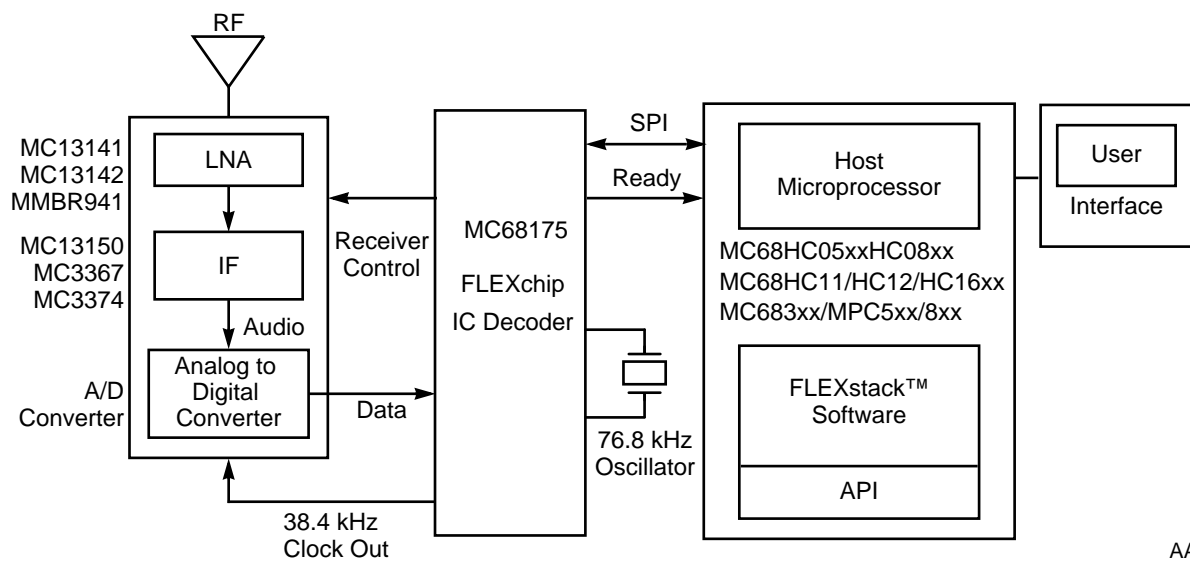 RF
MC13141
MC13142
MMBR941
MC13150
MC3367
MC3374
A/D
Converter
LNA
IF
Audio
Analog to
Digital
Converter
Receiver
Control
Data
38.4 kHz
Clock Out
MC68175
FLEXchip
IC Decoder
SPI
Ready
76.8 kHz
Oscillator
Host
Microprocessor
MC68HC05xxHC08xx
MC68HC11/HC12/HC16xx
MC683xx/MPC5xx/8xx
FLEXstack™
Software
API
User
Interface